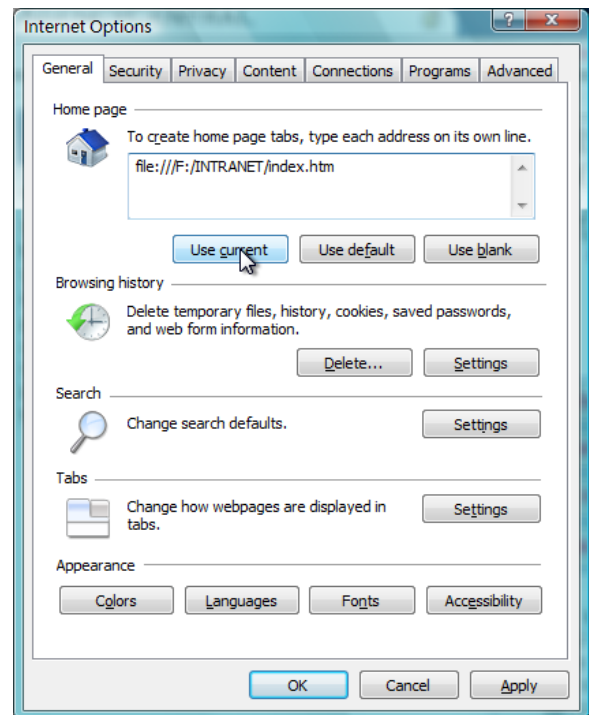 Internet Options
General Security Privacy Content Connections Programs Advanced
Home page
To create home page tabs, type each address on its own line.
file:///F:/INTRANET/index.htm
Use current Use default Use blank
Browsing history
Delete temporary files, history, cookies, saved passwords,
and web form information.
Delete... Settings
Search
Change search defaults.
Settings
Tabs
Change how webpages are displayed in
tabs.
Settings
Appearance
Colors Languages Fonts Accessibility
OK Cancel Apply